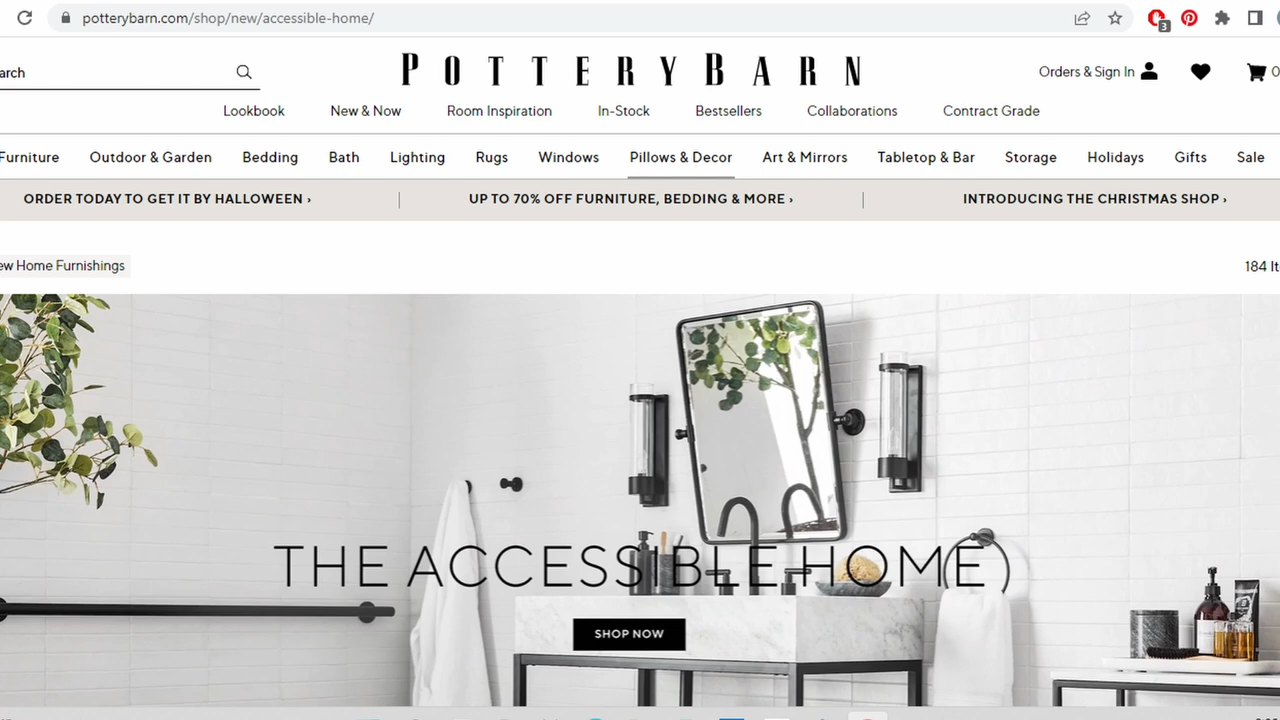 potterybarn.com/shop/new/accessible-home/
3
arch
POTTERYBARN
Orders & Sign In
0
Lookbook New & Now Room Inspiration In-Stock Bestsellers Collaborations Contract Grade
Furniture Outdoor & Garden Bedding Bath Lighting Rugs Windows Pillows & Decor Art & Mirrors Tabletop & Bar Storage Holidays Gifts Sale
ORDER TODAY TO GET IT BY HALLOWEEN › UP TO 70% OFF FURNITURE, BEDDING & MORE › INTRODUCING THE CHRISTMAS SHOP ›
ew Home Furnishings
184 It
THE ACCESSIBLE HOME
SHOP NOW